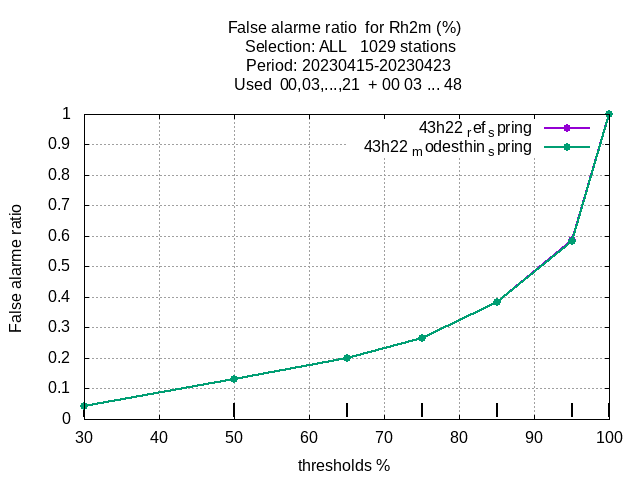 False alarme ratio  for Rh2m (%)
Selection: ALL   1029 stations
Period: 20230415-20230423
Used  00,03,...,21  + 00 03 ... 48
43h22 ref spring
43h22 modesthin spring
1
0.9
0.8
0.7
0.6
0.5
0.4
0.3
0.2
0.1
0
False alarme ratio
30 40 50 60 70 80 90 100
thresholds %